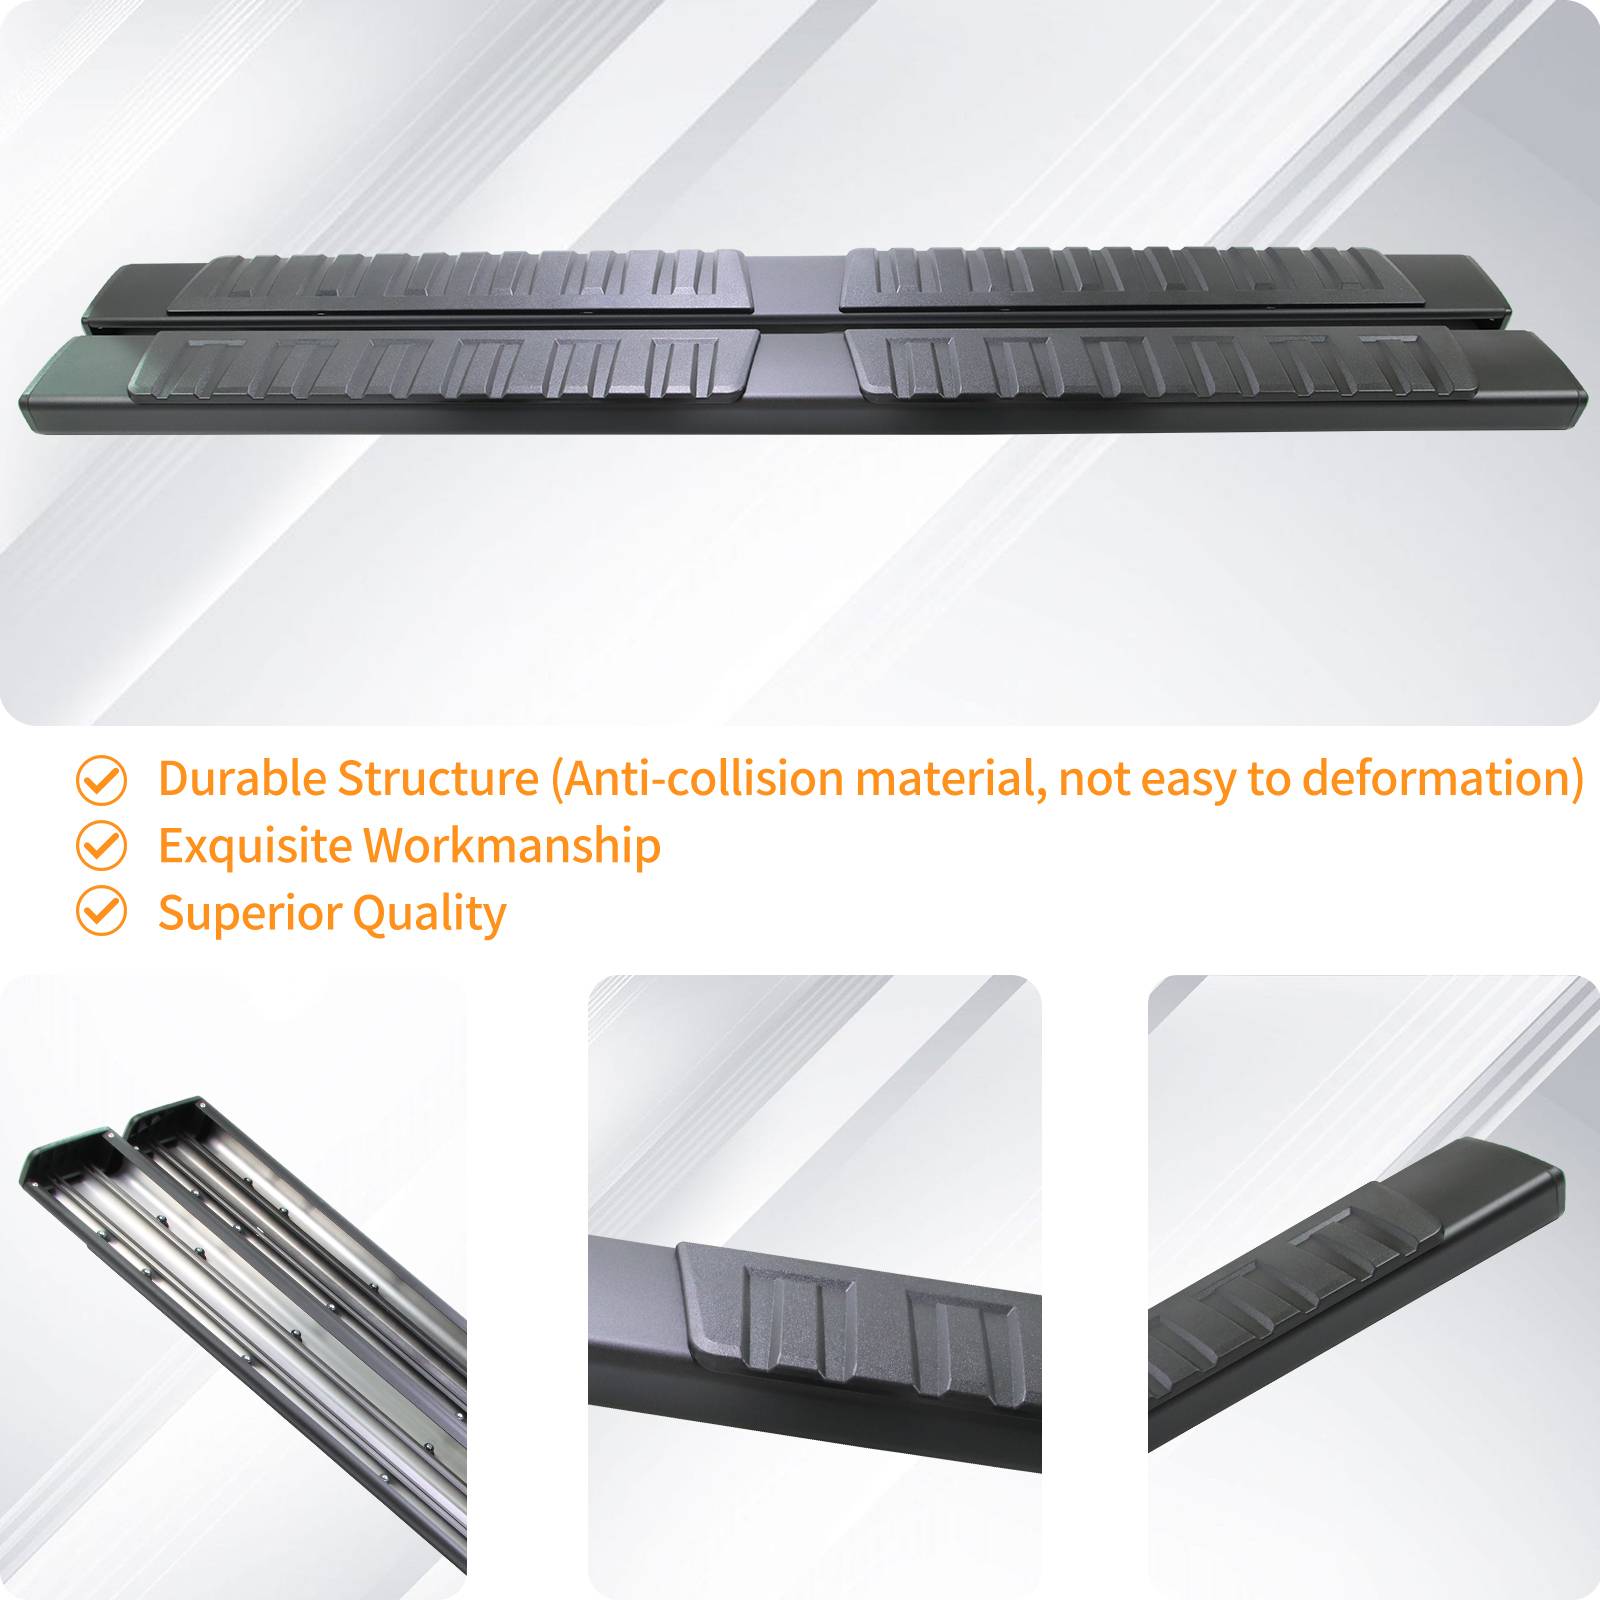 Durable Structure (Anti-collision material, not easy to deformation)
Exquisite Workmanship
Superior Quality